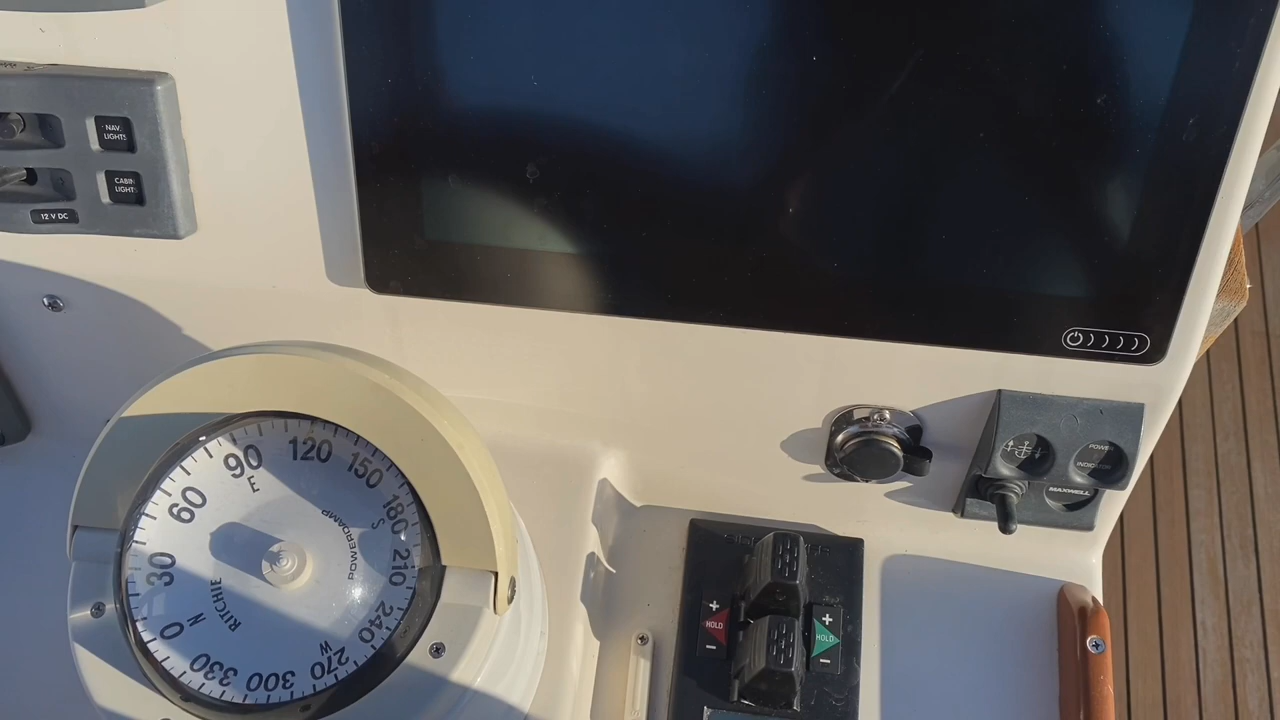 NAV. LIGHTS
CABIN LIGHTS
12 V DC
0
30
60
90
120
150
180
210
240
270
300
330
N
E
S
W
RITCHIE
POWERDAMP
POWER
INDICATOR
MAXWELL
+
HOLD
−
+
HOLD
−